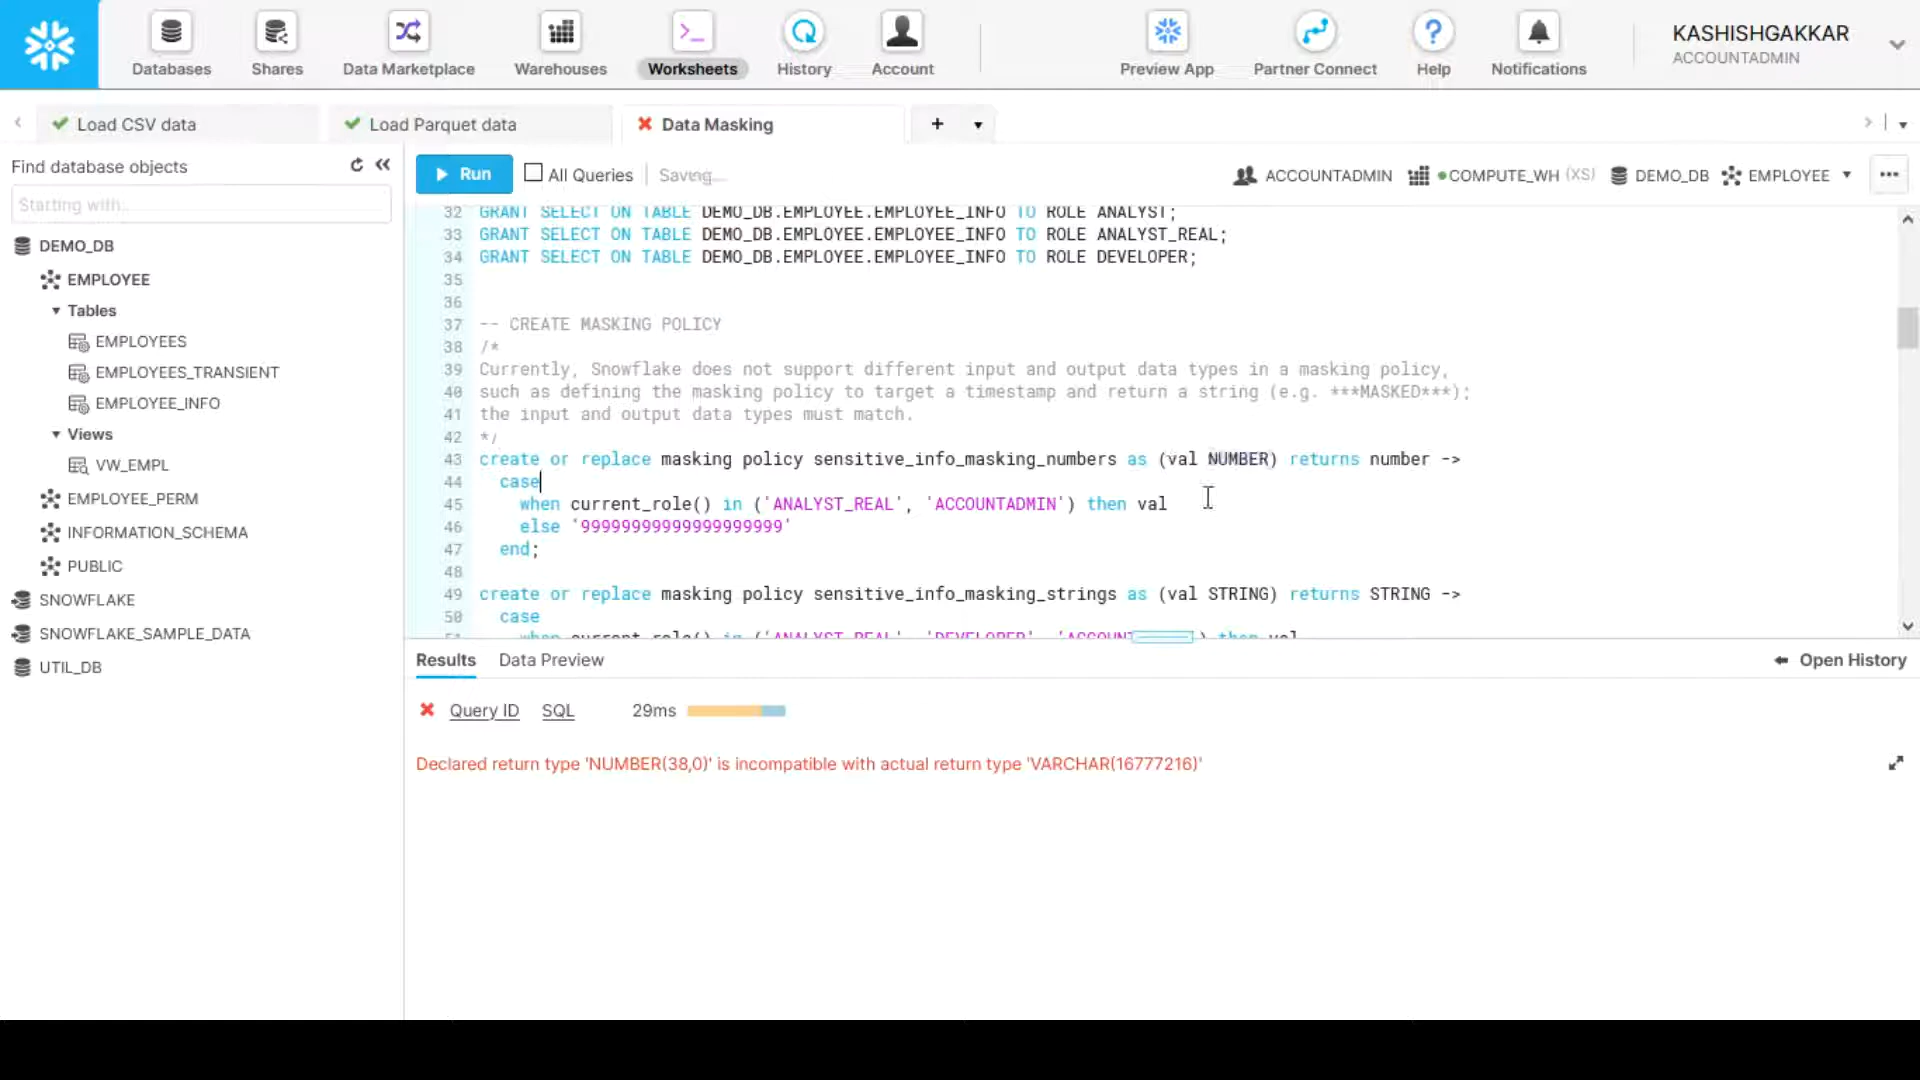 Databases
Shares
Data Marketplace
Warehouses
Worksheets
History
Account
Preview App
Partner Connect
Help
Notifications
KASHISHGAKKAR
ACCOUNTADMIN
Load CSV data
Load Parquet data
Data Masking
Find database objects
Starting with...
Run
All Queries
Saving...
ACCOUNTADMIN
COMPUTE_WH (XS)
DEMO_DB
EMPLOYEE
DEMO_DB
EMPLOYEE
Tables
EMPLOYEES
EMPLOYEES_TRANSIENT
EMPLOYEE_INFO
Views
VW_EMPL
EMPLOYEE_PERM
INFORMATION_SCHEMA
PUBLIC
SNOWFLAKE
SNOWFLAKE_SAMPLE_DATA
UTIL_DB
32 GRANT SELECT ON TABLE DEMO_DB.EMPLOYEE.EMPLOYEE_INFO TO ROLE ANALYST;
33 GRANT SELECT ON TABLE DEMO_DB.EMPLOYEE.EMPLOYEE_INFO TO ROLE ANALYST_REAL;
34 GRANT SELECT ON TABLE DEMO_DB.EMPLOYEE.EMPLOYEE_INFO TO ROLE DEVELOPER;
35
36
37 -- CREATE MASKING POLICY
38 /*
39 Currently, Snowflake does not support different input and output data types in a masking policy,
40 such as defining the masking policy to target a timestamp and return a string (e.g. ***MASKED***);
41 the input and output data types must match.
42 */
43 create or replace masking policy sensitive_info_masking_numbers as (val NUMBER) returns number ->
44 case
45 when current_role() in ('ANALYST_REAL', 'ACCOUNTADMIN') then val
46 else '99999999999999999999'
47 end;
48
49 create or replace masking policy sensitive_info_masking_strings as (val STRING) returns STRING ->
50 case
51 when current_role() in ('ANALYST_REAL', 'DEVELOPER', ') then val
Results
Data Preview
Open History
Query ID
SQL
29ms
Declared return type 'NUMBER(38,0)' is incompatible with actual return type 'VARCHAR(16777216)'